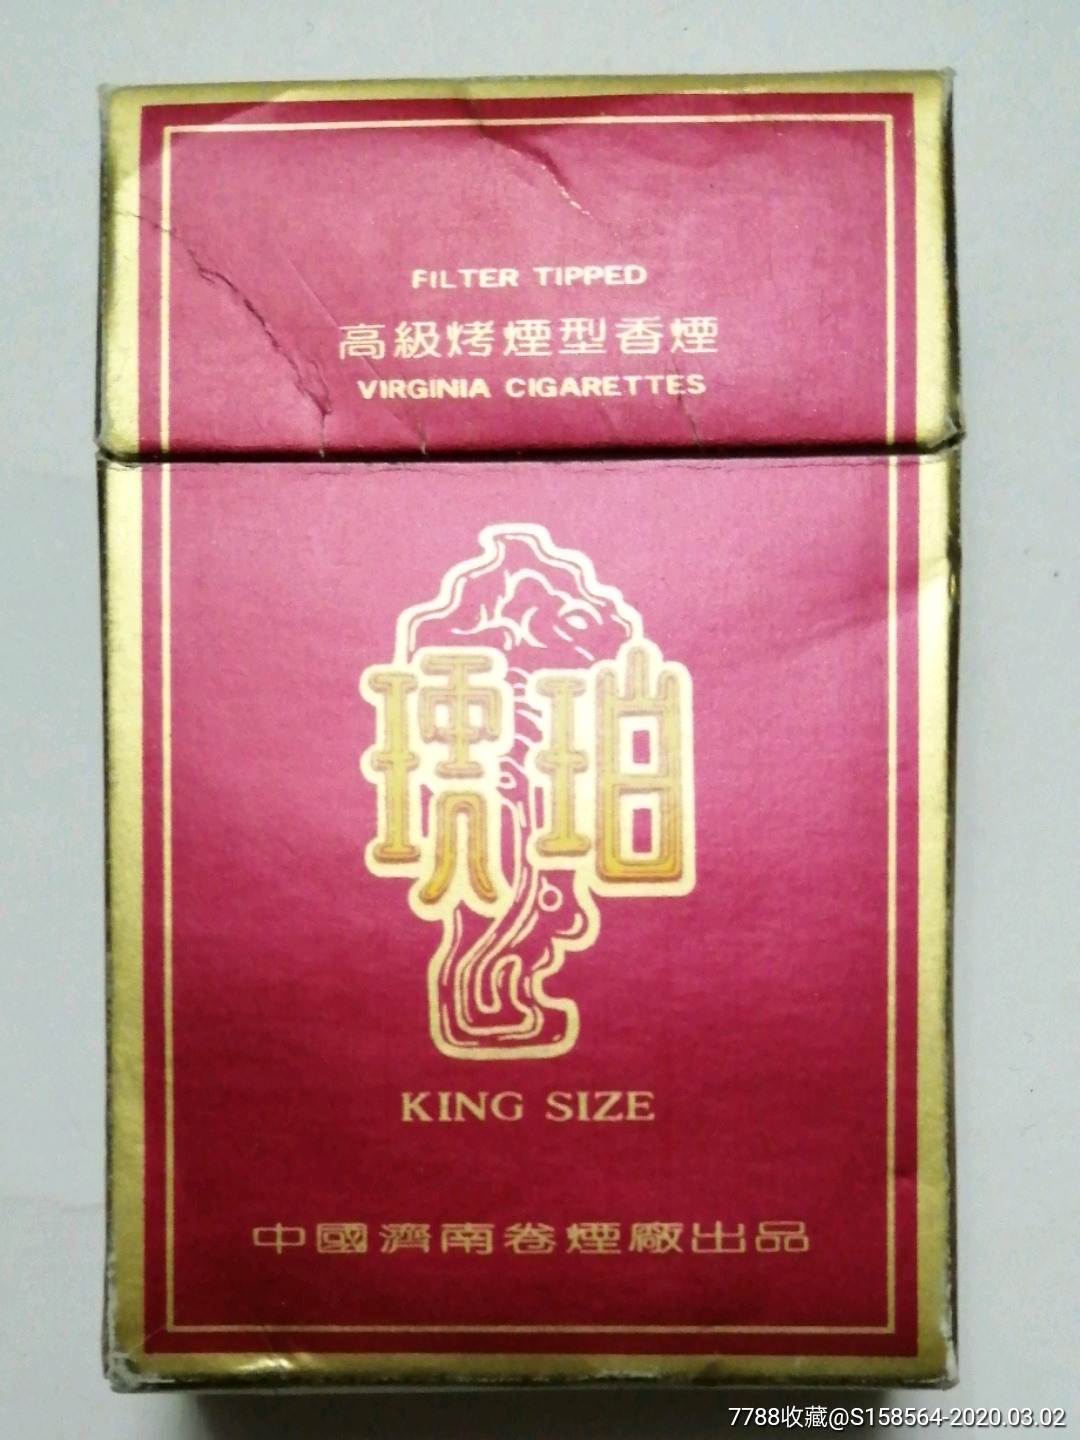 FILTER TIPPED
高級烤煙型香煙
VIRGINIA CIGARETTES
琥珀
KING SIZE
中國濟南卷煙廠出品
7788收藏@S158564-2020.03.02